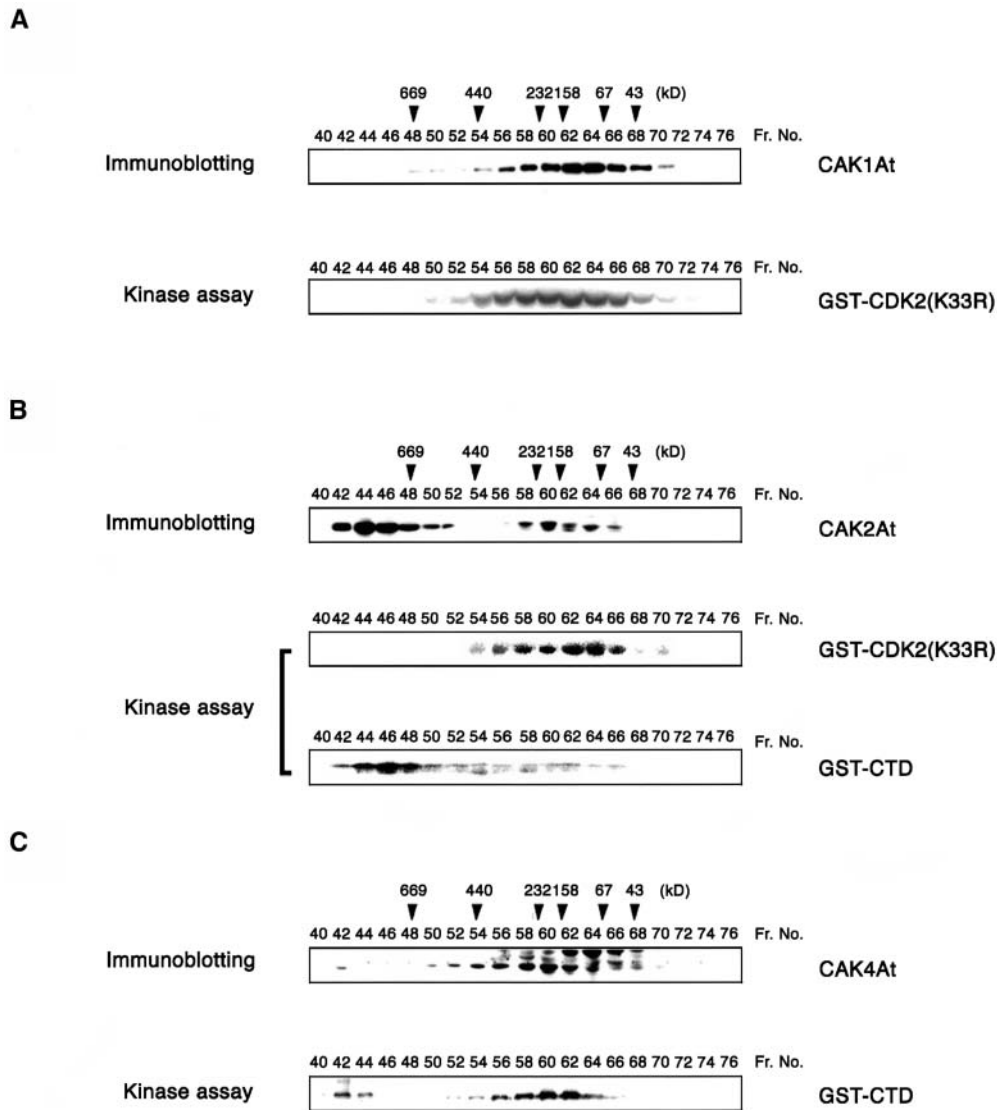 A
669 440 232 158 67 43 (kD)
40 42 44 46 48 50 52 54 56 58 60 62 64 66 68 70 72 74 76 Fr. No.
Immunoblotting CAK1At
40 42 44 46 48 50 52 54 56 58 60 62 64 66 68 70 72 74 76 Fr. No.
Kinase assay GST-CDK2(K33R)
B
669 440 232 158 67 43 (kD)
40 42 44 46 48 50 52 54 56 58 60 62 64 66 68 70 72 74 76 Fr. No.
Immunoblotting CAK2At
40 42 44 46 48 50 52 54 56 58 60 62 64 66 68 70 72 74 76 Fr. No.
GST-CDK2(K33R)
Kinase assay
40 42 44 46 48 50 52 54 56 58 60 62 64 66 68 70 72 74 76 Fr. No.
GST-CTD
C
669 440 232 158 67 43 (kD)
40 42 44 46 48 50 52 54 56 58 60 62 64 66 68 70 72 74 76 Fr. No.
Immunoblotting CAK4At
40 42 44 46 48 50 52 54 56 58 60 62 64 66 68 70 72 74 76 Fr. No.
Kinase assay GST-CTD